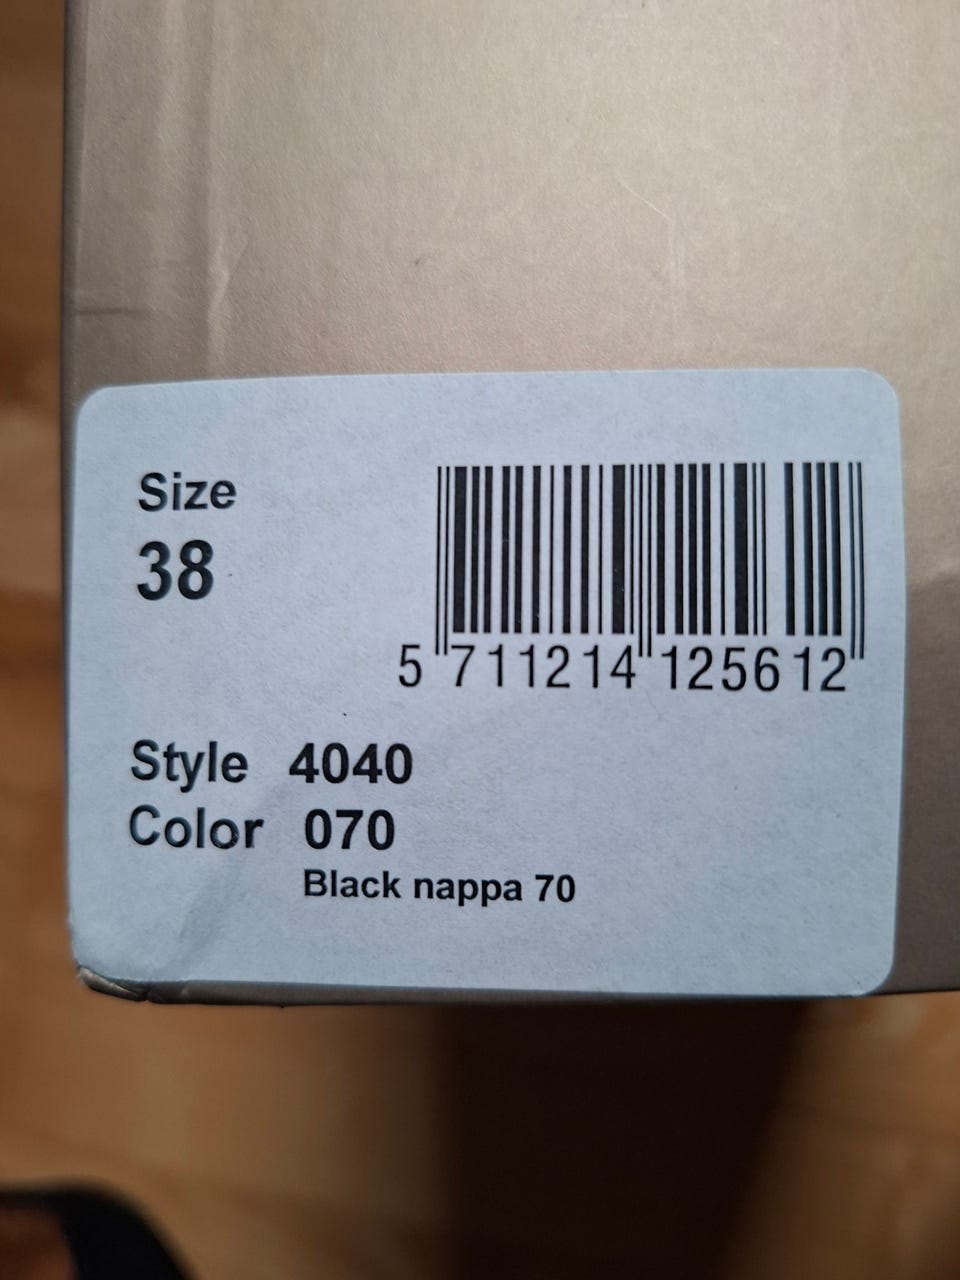 Size
38
5 711214 125612
Style 4040
Color 070
Black nappa 70